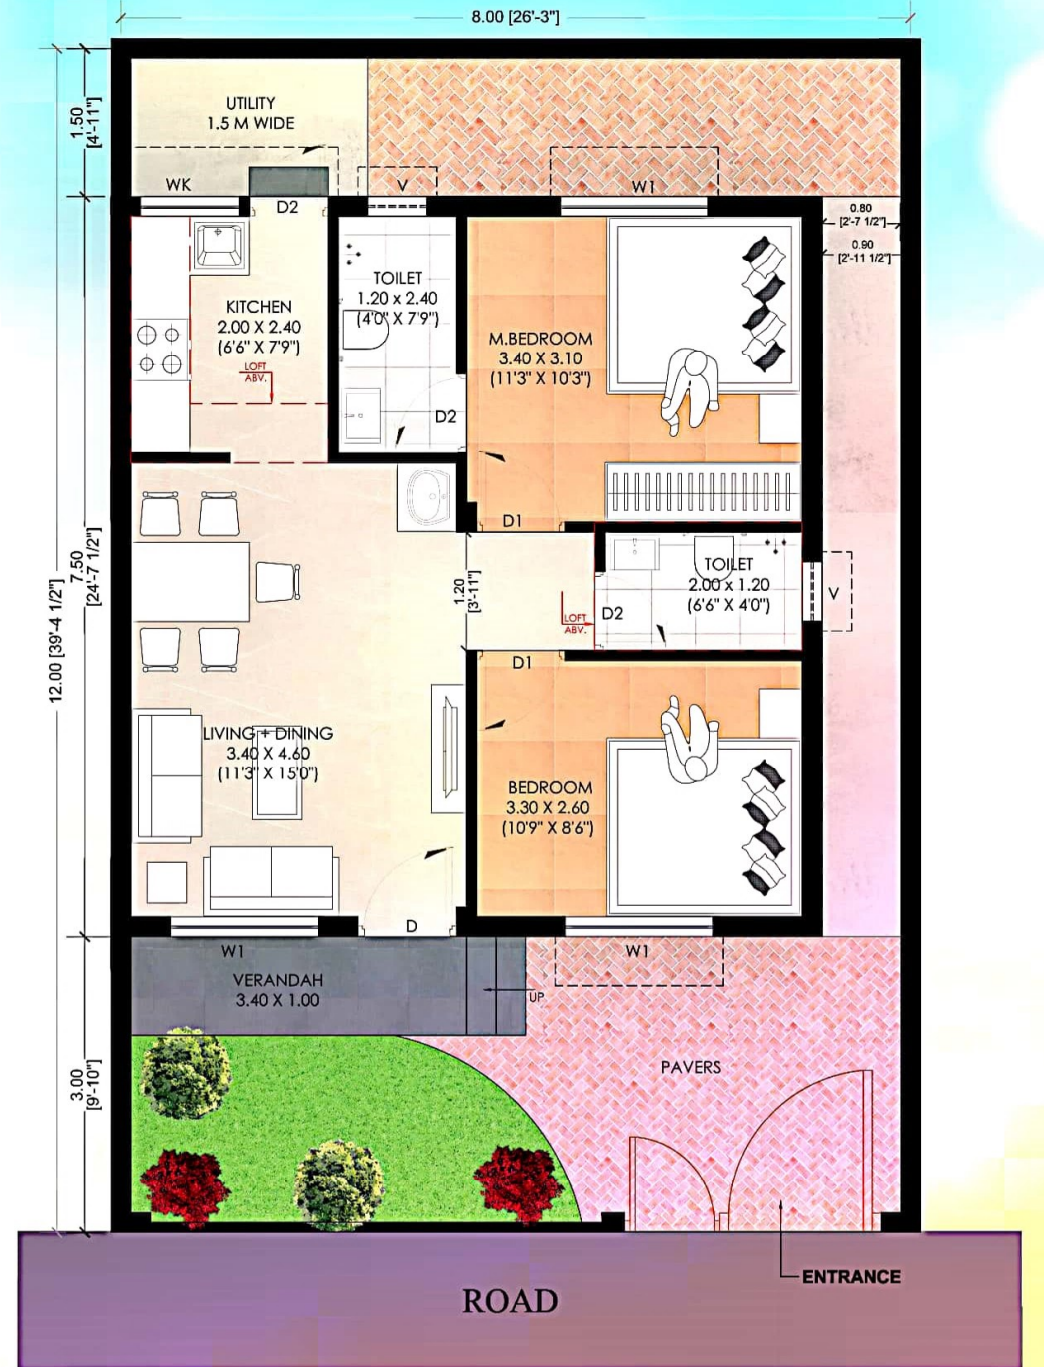 8.00 [26'-3"]
1.50
[4'-11"]
UTILITY
1.5 M WIDE
WK
D2
V
W1
0.80
[2'-7 1/2"]
0.90
[2'-11 1/2"]
KITCHEN
2.00 X 2.40
(6'6" X 7'9")
LOFT
ABV.
TOILET
1.20 x 2.40
(4'0" X 7'9")
D2
M.BEDROOM
3.40 X 3.10
(11'3" X 10'3")
D1
12.00 [39'-4 1/2"]
7.50
[24'-7 1/2"]
1.20
[3'-11"]
LOFT
ABV.
D2
TOILET
2.00 x 1.20
(6'6" X 4'0")
V
D1
LIVING + DINING
3.40 X 4.60
(11'3" X 15'0")
BEDROOM
3.30 X 2.60
(10'9" X 8'6")
D
W1
W1
VERANDAH
3.40 X 1.00
UP
3.00
[9'-10"]
PAVERS
ENTRANCE
ROAD